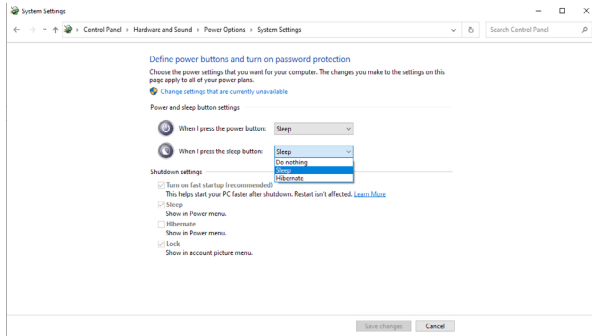 System Settings
Control Panel > Hardware and Sound > Power Options > System Settings
Search Control Panel
Define power buttons and turn on password protection
Choose the power settings that you want for your computer. The changes you make to the settings on this
page apply to all of your power plans.
Change settings that are currently unavailable
Power and sleep button settings
When I press the power button: Sleep
When I press the sleep button: Sleep
Do nothing
Sleep
Hibernate
Shutdown settings
Turn on fast startup (recommended)
This helps start your PC faster after shutdown. Restart isn't affected. Learn More
Sleep
Show in Power menu.
Hibernate
Show in Power menu.
Lock
Show in account picture menu.
Save changes Cancel